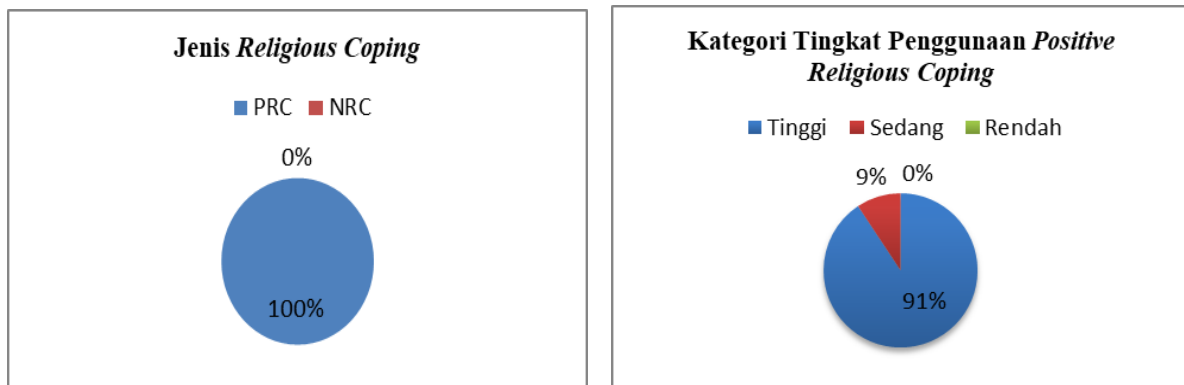 Jenis Religious Coping
PRC NRC
0%
100%
Kategori Tingkat Penggunaan Positive
Religious Coping
Tinggi Sedang Rendah
9% 0%
91%